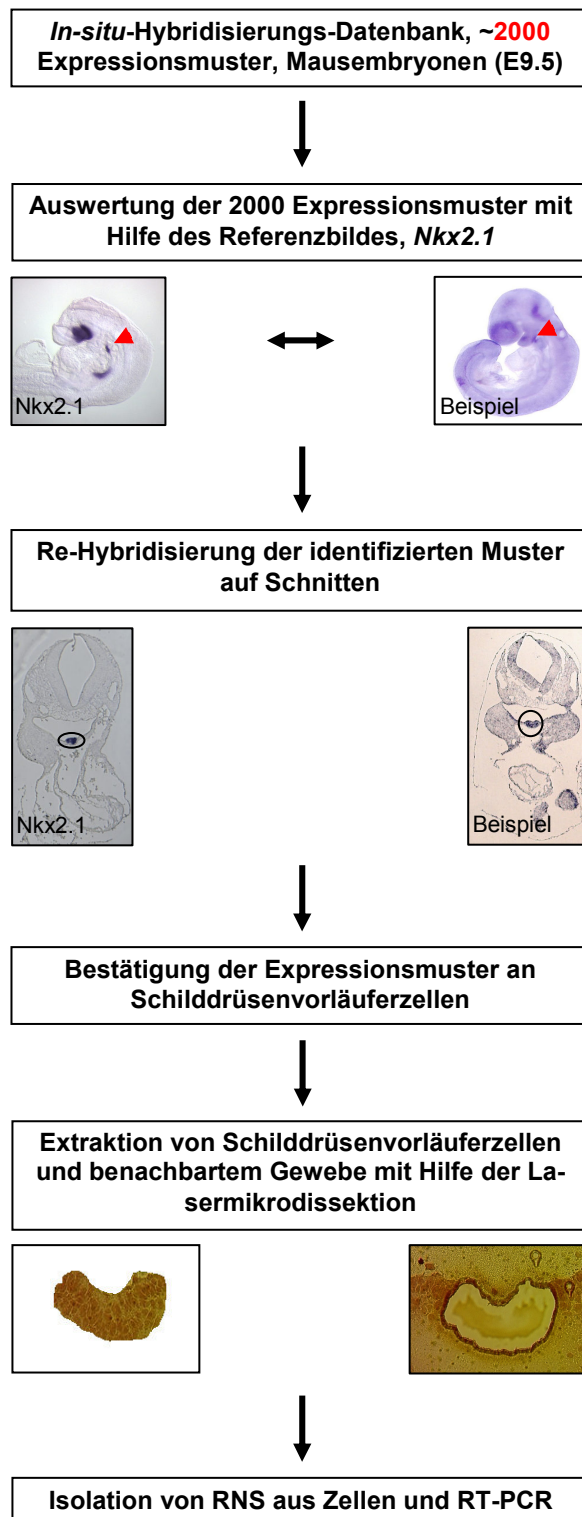 In-situ-Hybridisierungs-Datenbank, ~2000
Expressionsmuster, Mausembryonen (E9.5)
Auswertung der 2000 Expressionsmuster mit
Hilfe des Referenzbildes, Nkx2.1
Nkx2.1
Beispiel
Re-Hybridisierung der identifizierten Muster
auf Schnitten
Nkx2.1
Beispiel
Bestätigung der Expressionsmuster an
Schilddrüsenvorläuferzellen
Extraktion von Schilddrüsenvorläuferzellen
und benachbartem Gewebe mit Hilfe der La-
sermikrodissektion
Isolation von RNS aus Zellen und RT-PCR